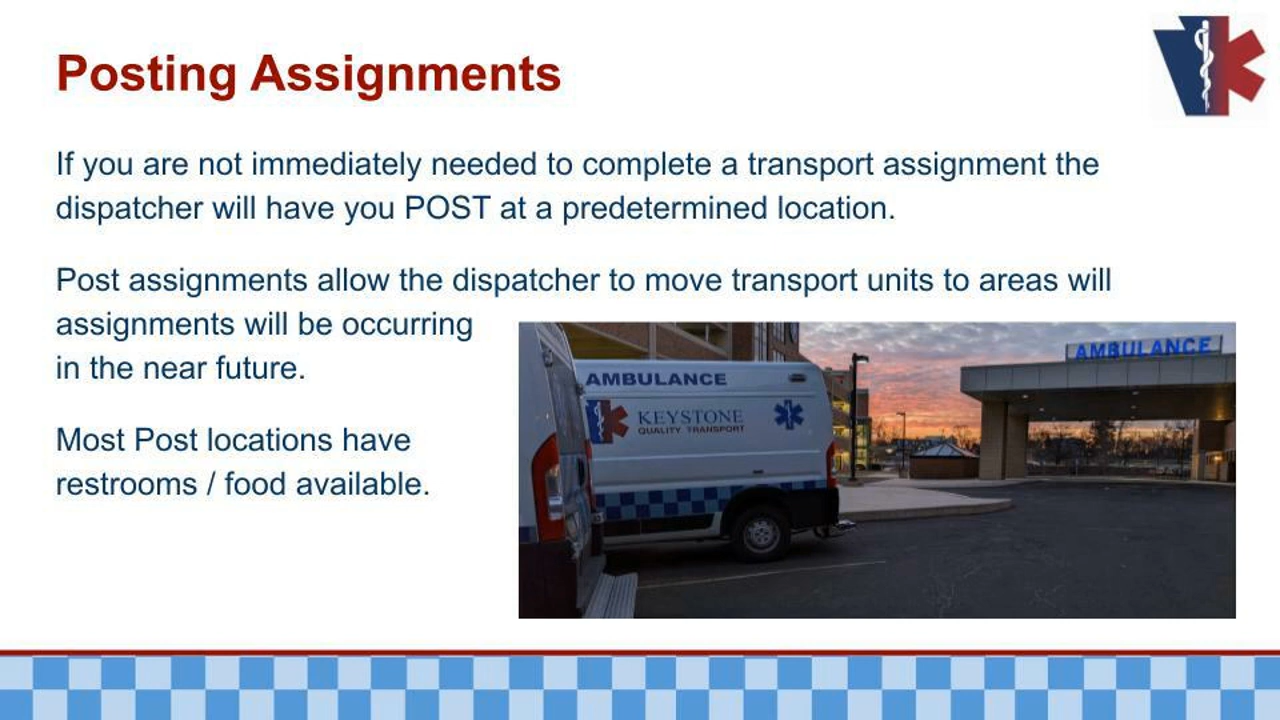 Posting Assignments
If you are not immediately needed to complete a transport assignment the
dispatcher will have you POST at a predetermined location.
Post assignments allow the dispatcher to move transport units to areas will
assignments will be occurring
in the near future.
Most Post locations have
restrooms / food available.
AMBULANCE
AMBULANCE
KEYSTONE
QUALITY TRANSPORT